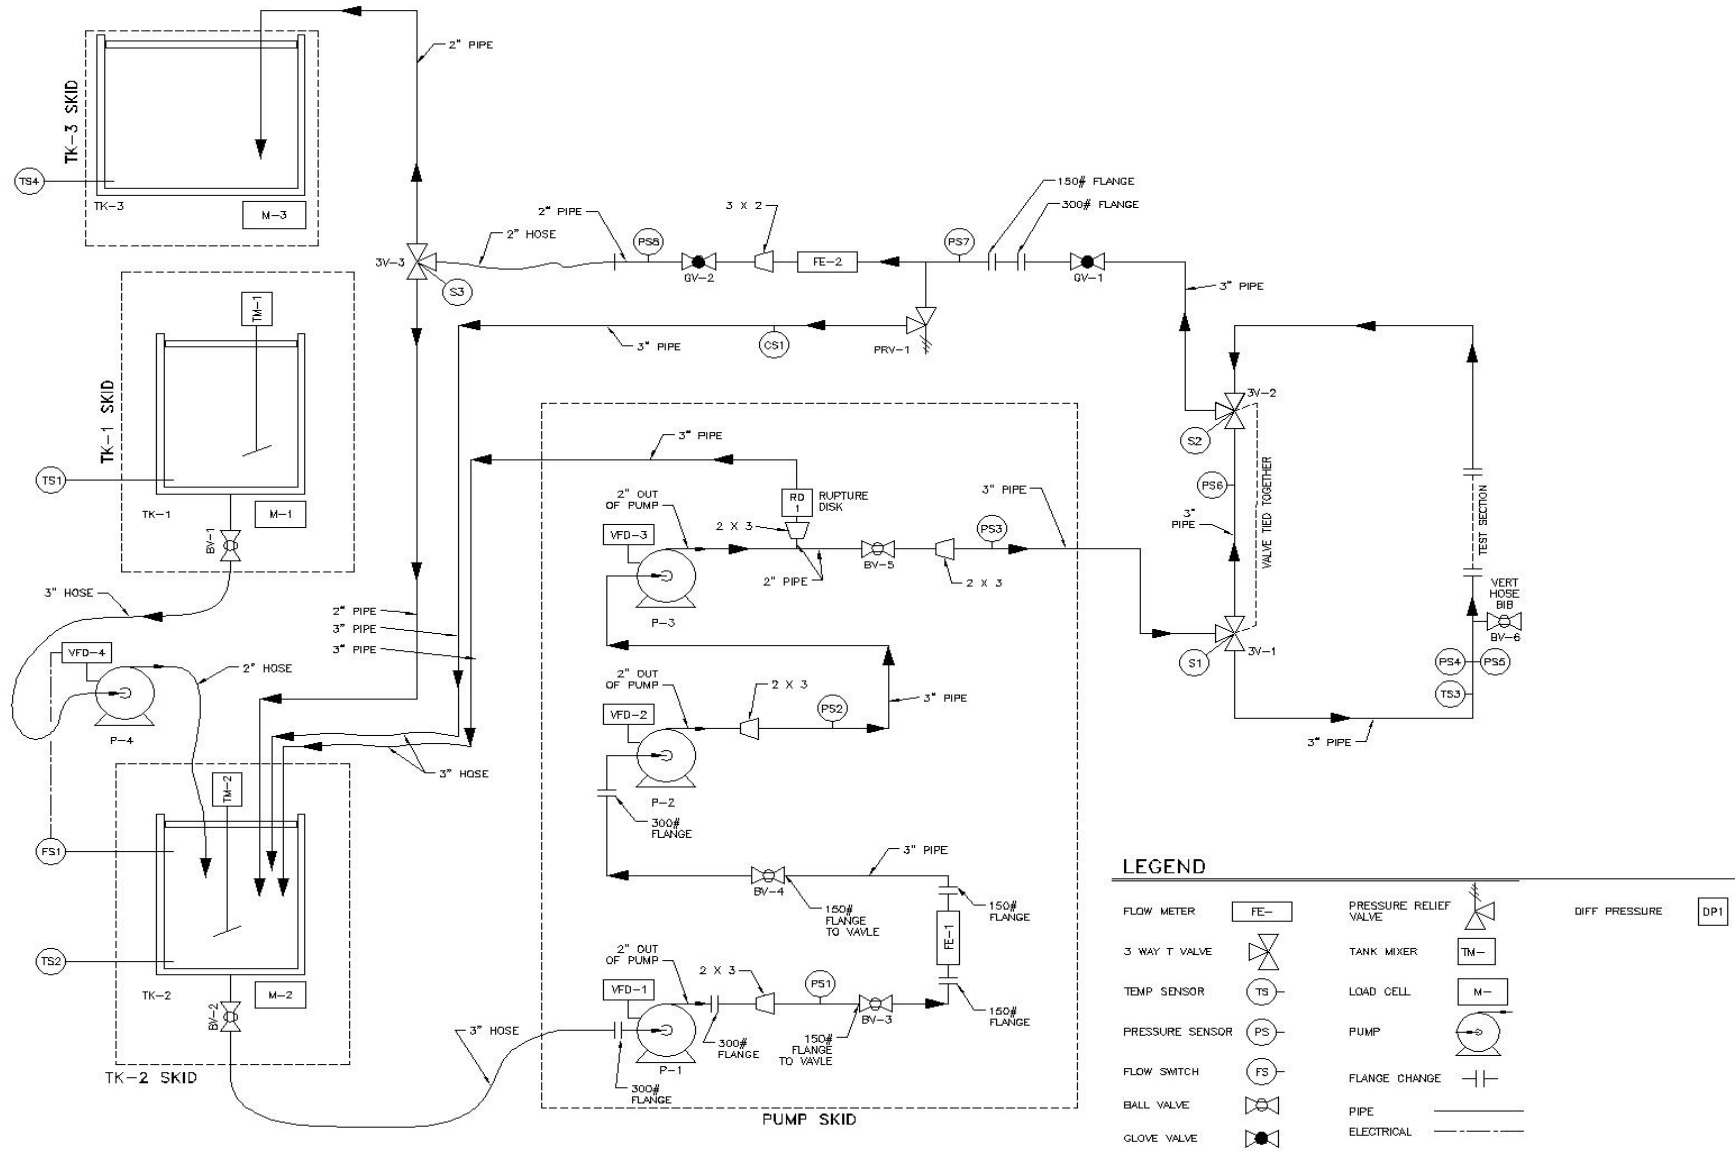 2" PIPE
TK-3 SKID
TS4
TK-3
M-3
150# FLANGE
300# FLANGE
3 X 2
2" PIPE
2" HOSE
PS8
PS7
3V-3
FE-2
GV-2
GV-1
S3
3" PIPE
TM-1
3" PIPE
CS1
PRV-1
TK-1 SKID
3V-2
S2
3" PIPE
TS1
TK-1
M-1
BV-1
2" OUT
OF PUMP
RD
1
RUPTURE
DISK
3" PIPE
PS6
VALVE TIED TOGETHER
TEST SECTION
2 X 3
VFD-3
PS3
3"
PIPE
BV-5
2" PIPE
2 X 3
3" HOSE
P-3
VERT
HOSE
BIB
BV-6
2" PIPE
3" PIPE
3" PIPE
VFD-4
2" HOSE
S1
3V-1
PS4
PS5
TS3
2" OUT
OF PUMP
2 X 3
3" PIPE
VFD-2
PS2
P-4
3" PIPE
3" HOSE
TM-2
P-2
300#
FLANGE
FS1
3" PIPE
BV-4
150#
FLANGE
TO VAVLE
150#
FLANGE
FE-1
2" OUT
OF PUMP
2 X 3
TS2
TK-2
M-2
BV-2
VFD-1
PS1
BV-3
150#
FLANGE
3" HOSE
300#
FLANGE
150#
FLANGE
TO VAVLE
P-1
300#
FLANGE
TK-2 SKID
PUMP SKID
LEGEND
FLOW METER
FE-
PRESSURE RELIEF
VALVE
DIFF PRESSURE
DP1
3 WAY T VALVE
TANK MIXER
TM-
TEMP SENSOR
TS
LOAD CELL
M-
PRESSURE SENSOR
PS
PUMP
FLOW SWITCH
FS
FLANGE CHANGE
BALL VALVE
PIPE
ELECTRICAL
GLOVE VALVE